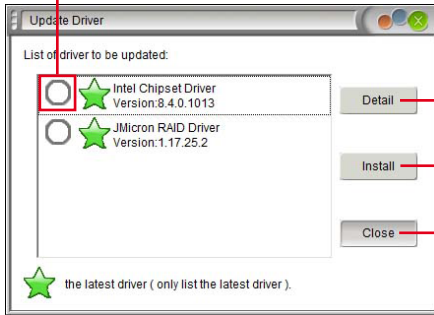 Update Driver
List of driver to be updated:
Intel Chipset Driver
Version:8.4.0.1013
JMicron RAID Driver
Version:1.17.25.2
Detail
Install
Close
the latest driver ( only list the latest driver ).